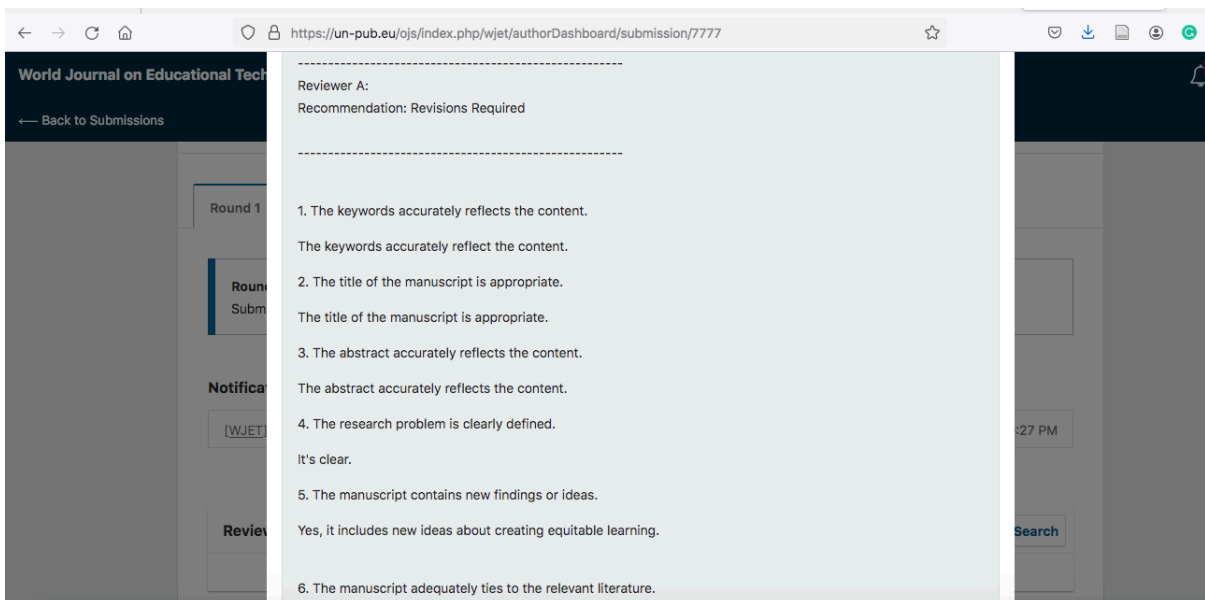 https://un-pub.eu/ojs/index.php/wjet/authorDashboard/submission/7777
World Journal on Educational Tech
← Back to Submissions
------------------------------------------------------
Reviewer A:
Recommendation: Revisions Required
------------------------------------------------------
Round 1
1. The keywords accurately reflects the content.
The keywords accurately reflect the content.
2. The title of the manuscript is appropriate.
Roun
Subm
The title of the manuscript is appropriate.
3. The abstract accurately reflects the content.
Notifica
The abstract accurately reflects the content.
4. The research problem is clearly defined.
[WJET]
:27 PM
It's clear.
5. The manuscript contains new findings or ideas.
Review
Yes, it includes new ideas about creating equitable learning.
Search
6. The manuscript adequately ties to the relevant literature.